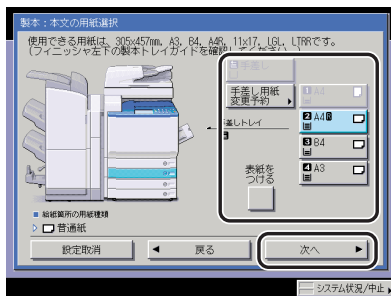 製本：本文の用紙選択
使用できる用紙は、305x457mm、A3、B4、A4R、11x17、LGL、LTRRです。
(フィニッシャ左下の製本トレイガイドを確認してください。)
手差し
手差し用紙
変更予約
手差しトレイ
1 A4
2 A4R
3 B4
4 A3
表紙を
つける
給紙箇所の用紙種類
普通紙
設定取消
戻る
次へ
システム状況/中止